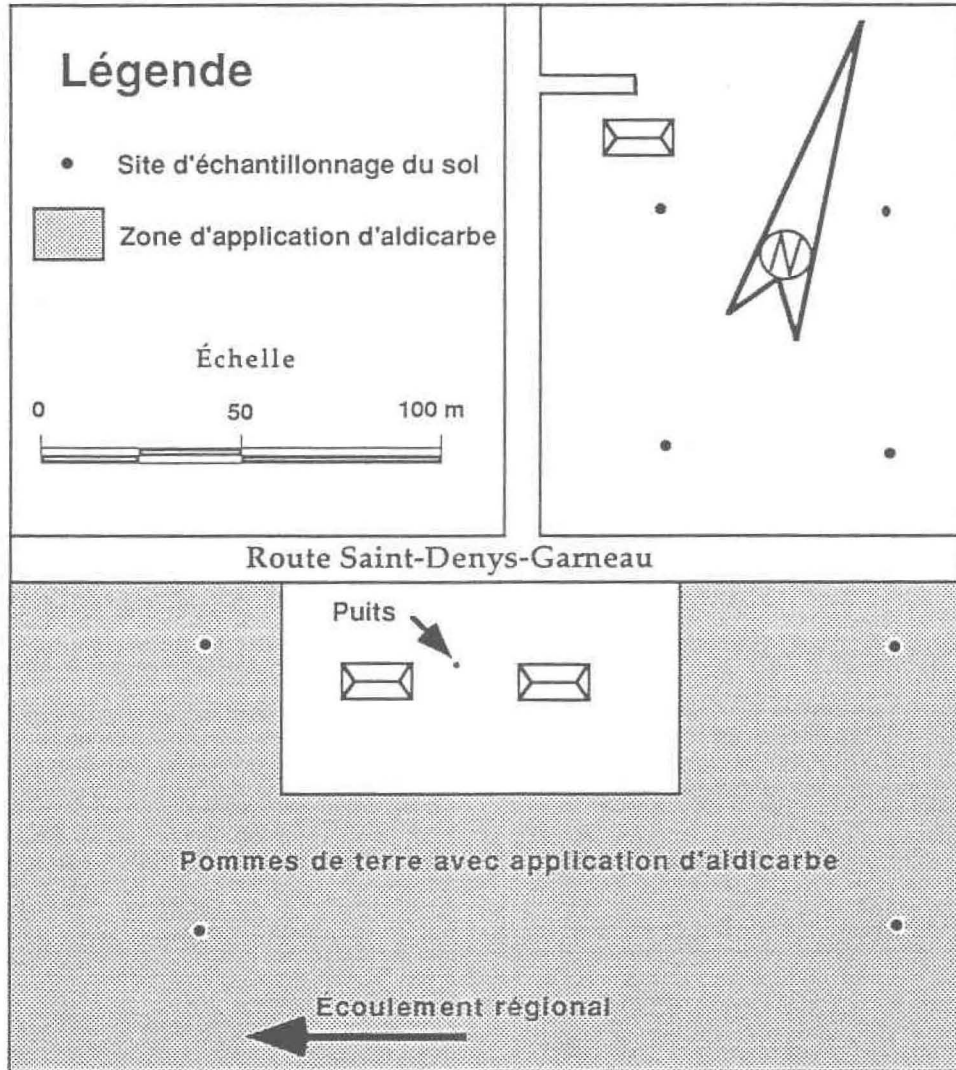 Légende
Site d'échantillonnage du sol
Zone d'application d'aldicarbe
Échelle
0 50 100 m
N
Route Saint-Denys-Garneau
Puits
Pommes de terre avec application d'aldicarbe
Écoulement régional